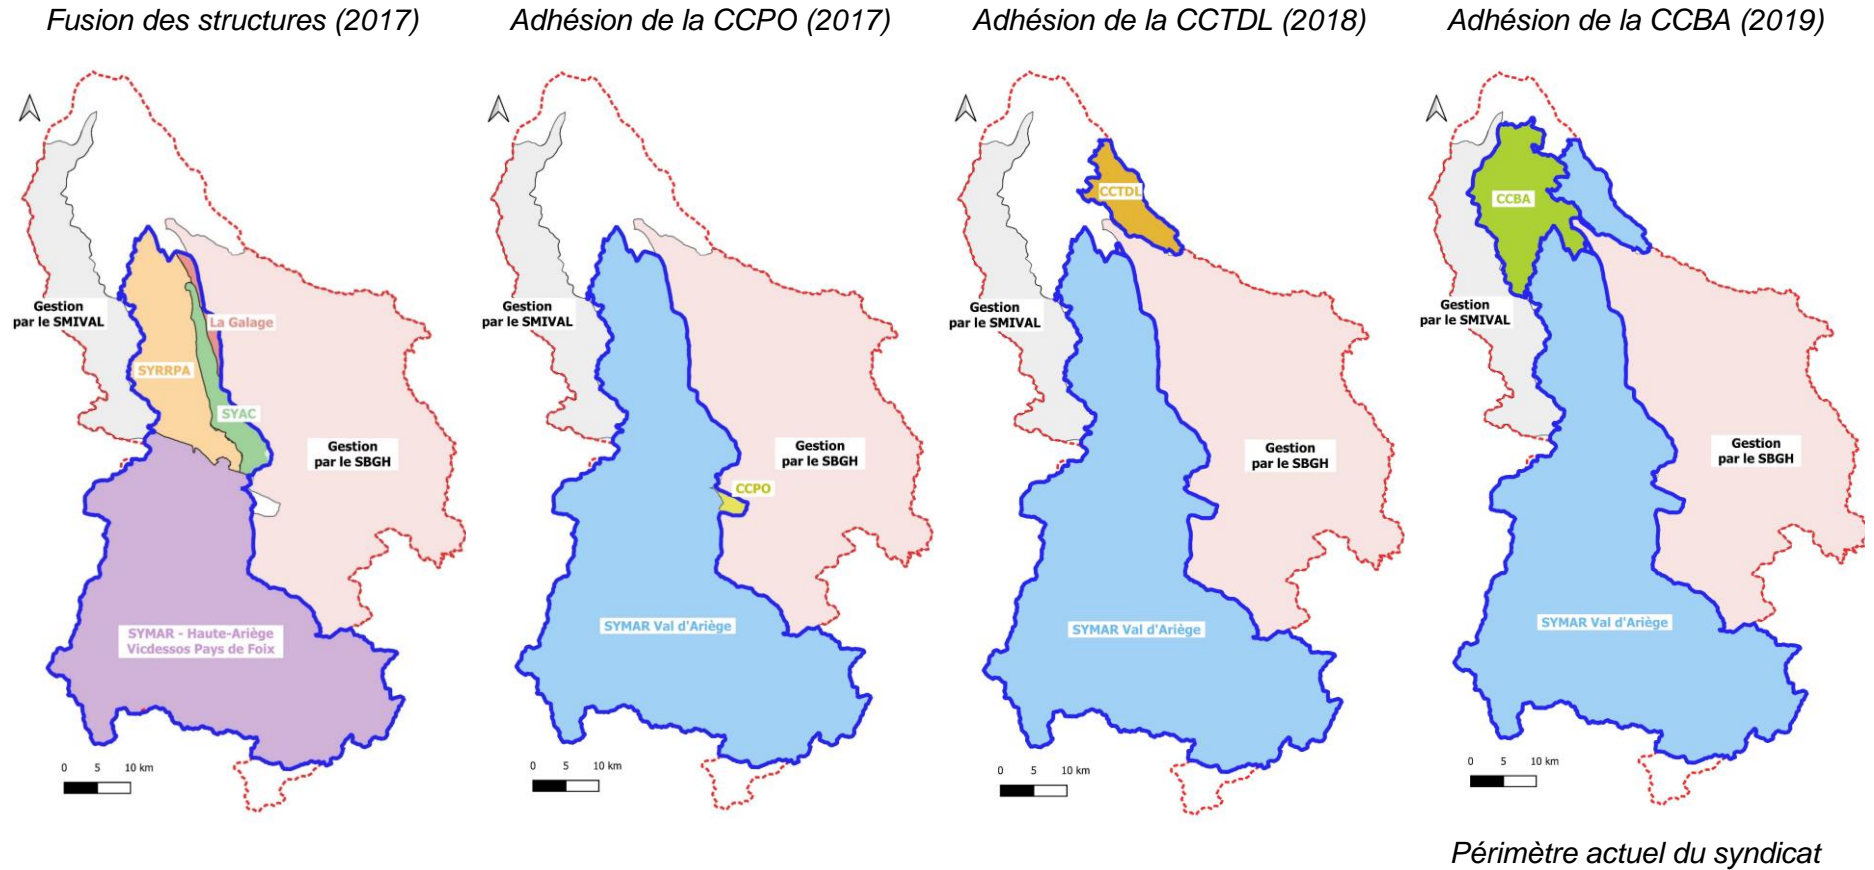 Fusion des structures (2017)
Adhésion de la CCPO (2017)
Adhésion de la CCTDL (2018)
Adhésion de la CCBA (2019)
Gestion
par le SMIVAL
La Galage
SYRRPA
SYAC
Gestion
par le SBGH
SYMAR - Haute-Ariège
Vicdessos Pays de Foix
0 5 10 km
Gestion
par le SMIVAL
Gestion
par le SBGH
CCPO
SYMAR Val d'Ariège
0 5 10 km
CCTDL
Gestion
par le SMIVAL
Gestion
par le SBGH
SYMAR Val d'Ariège
0 5 10 km
CCBA
Gestion
par le SMIVAL
Gestion
par le SBGH
SYMAR Val d'Ariège
0 5 10 km
Périmètre actuel du syndicat